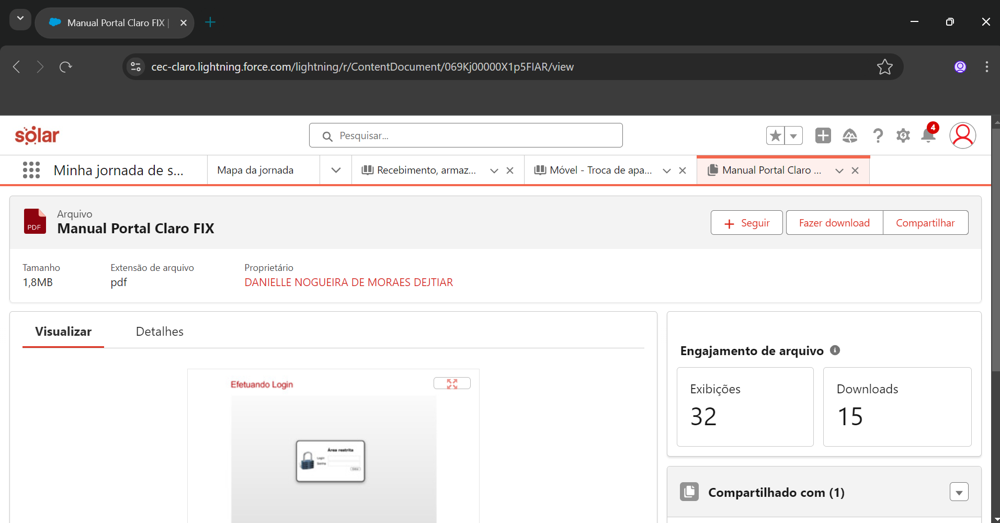 Manual Portal Claro FIX |
cec-claro.lightning.force.com/lightning/r/ContentDocument/069Kj00000X1p5FIAR/view
solar
Pesquisar...
4
Minha jornada de s...
Mapa da jornada
Recebimento, armaz...
Móvel - Troca de apa...
Manual Portal Claro ...
PDF
Arquivo
Manual Portal Claro FIX
Seguir
Fazer download
Compartilhar
Tamanho
1,8MB
Extensão de arquivo
pdf
Proprietário
DANIELLE NOGUEIRA DE MORAES DEJTIAR
Visualizar
Detalhes
Efetuando Login
Área restrita
Login
Senha
Engajamento de arquivo
Exibições
32
Downloads
15
Compartilhado com (1)